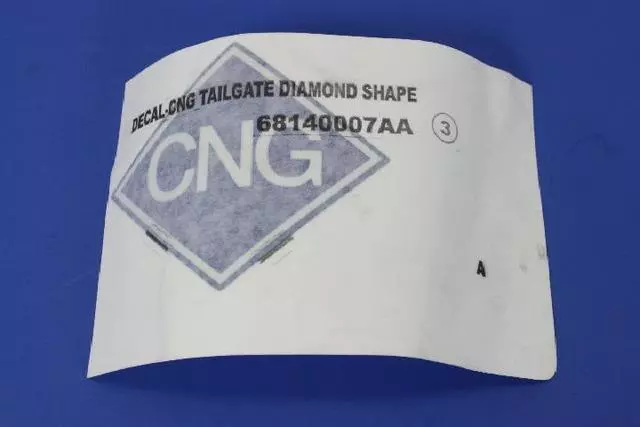 DECAL-CNG TAILGATE DIAMOND SHAPE
68140007AA 3
CNG
A